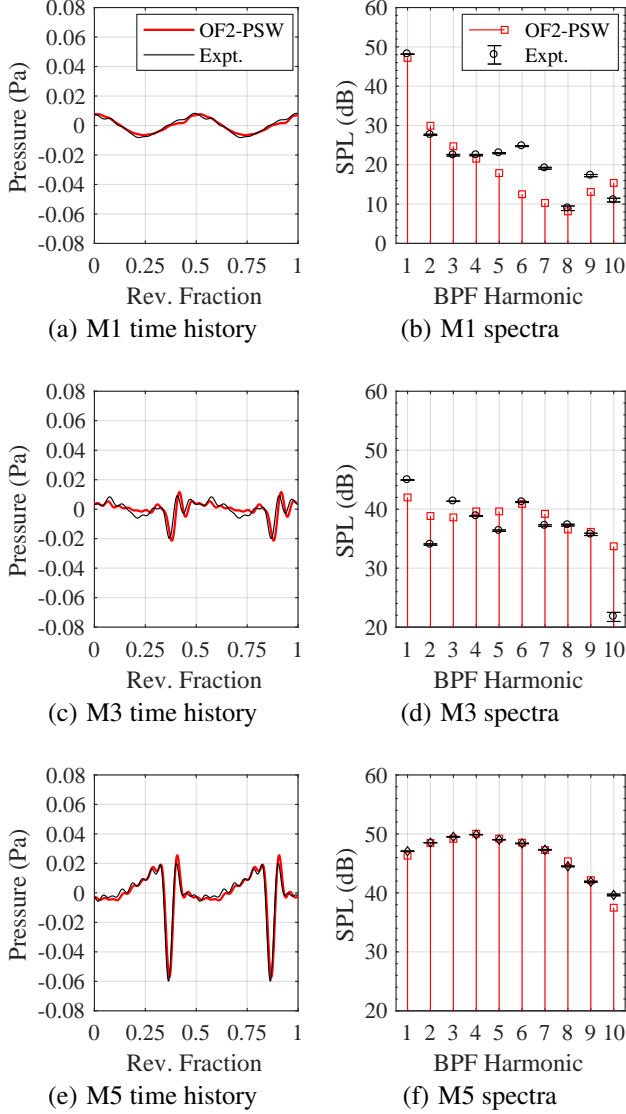 0.08
0.04
0
-0.02
-0.04
-0.06
-0.08
Pressure (Pa)
OF2-PSW
Expt.
0 0.25 0.5 0.75 1
Rev. Fraction
(a) M1 time history
60
50
40
30
20
10
0
SPL (dB)
OF2-PSW
Expt.
1 2 3 4 5 6 7 8 9 10
BPF Harmonic
(b) M1 spectra
0.08
0.06
0.04
0.02
0
-0.02
-0.04
-0.06
-0.08
Pressure (Pa)
0 0.25 0.5 0.75 1
Rev. Fraction
(c) M3 time history
60
50
40
30
20
SPL (dB)
1 2 3 4 5 6 7 8 9 10
BPF Harmonic
(d) M3 spectra
0.08
0.06
0.04
0.02
0
-0.02
-0.04
-0.06
-0.08
Pressure (Pa)
0 0.25 0.5 0.75 1
Rev. Fraction
(e) M5 time history
60
50
40
30
20
SPL (dB)
1 2 3 4 5 6 7 8 9 10
BPF Harmonic
(f) M5 spectra